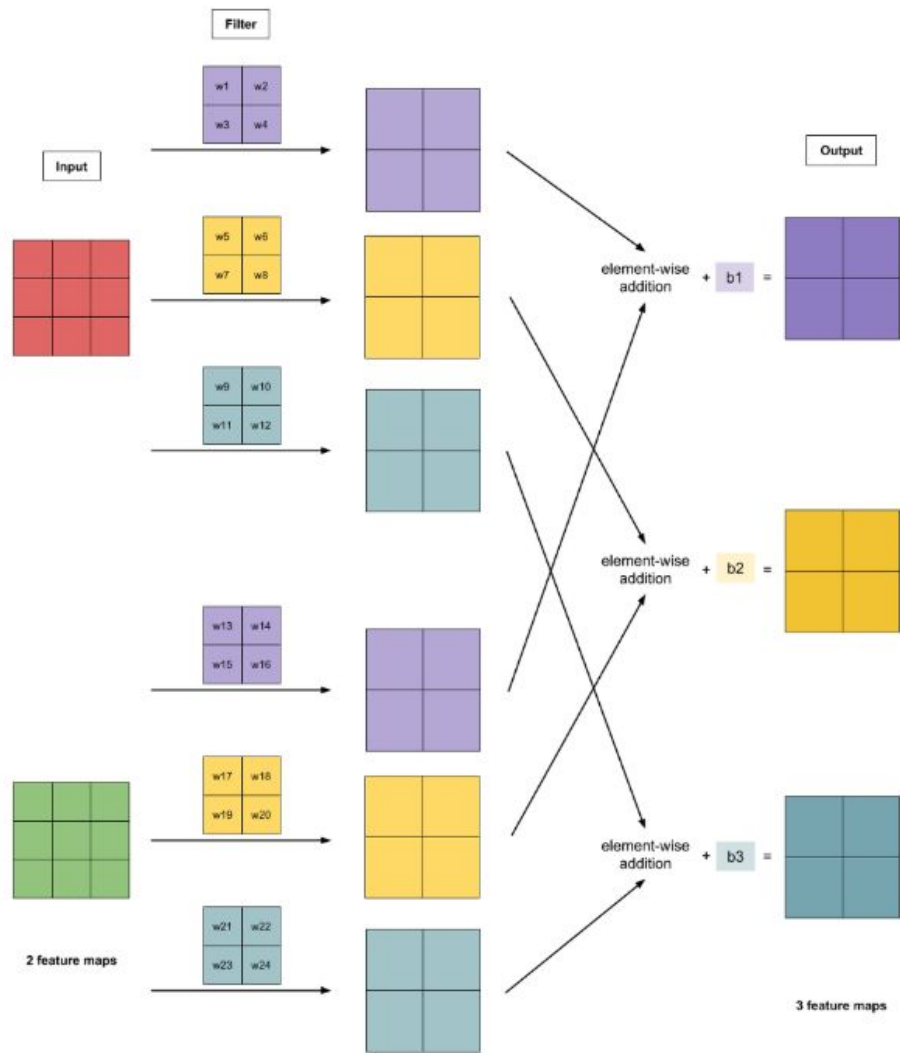 Filter
w1 w2
w3 w4
Input
Output
w5 w6
w7 w8
element-wise
addition
+ b1 =
w9 w10
w11 w12
element-wise
addition
+ b2 =
w13 w14
w15 w16
w17 w18
w19 w20
element-wise
addition
+ b3 =
w21 w22
w23 w24
2 feature maps
3 feature maps